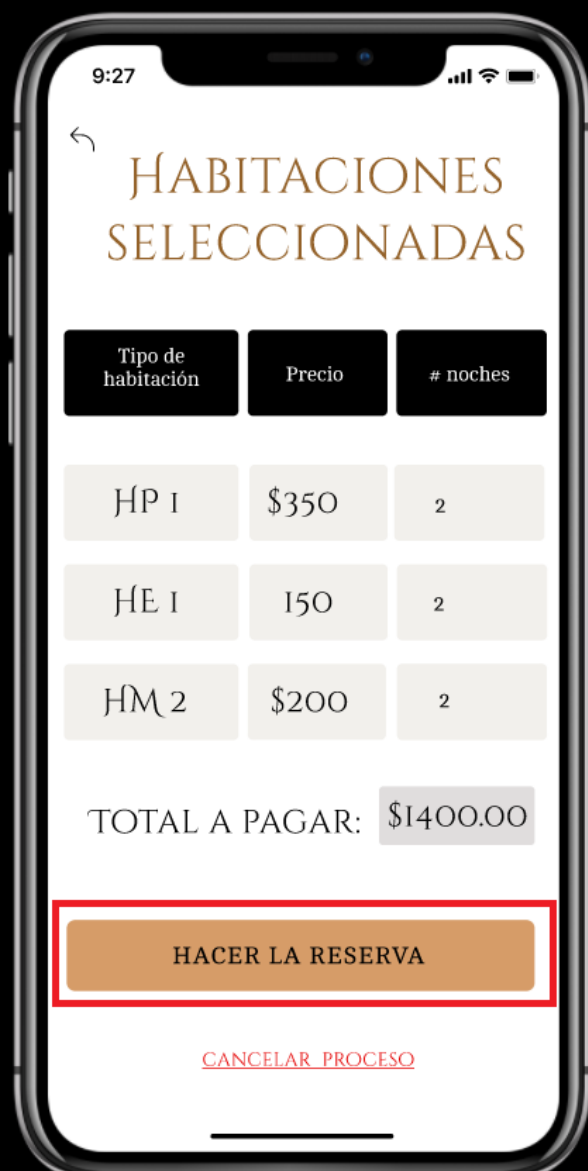 9:27
HABITACIONES
SELECCIONADAS
Tipo de
habitación
Precio
# noches
HP 1 $350 2
HE 1 150 2
HM 2 $200 2
TOTAL A PAGAR: $1400.00
HACER LA RESERVA
CANCELAR PROCESO